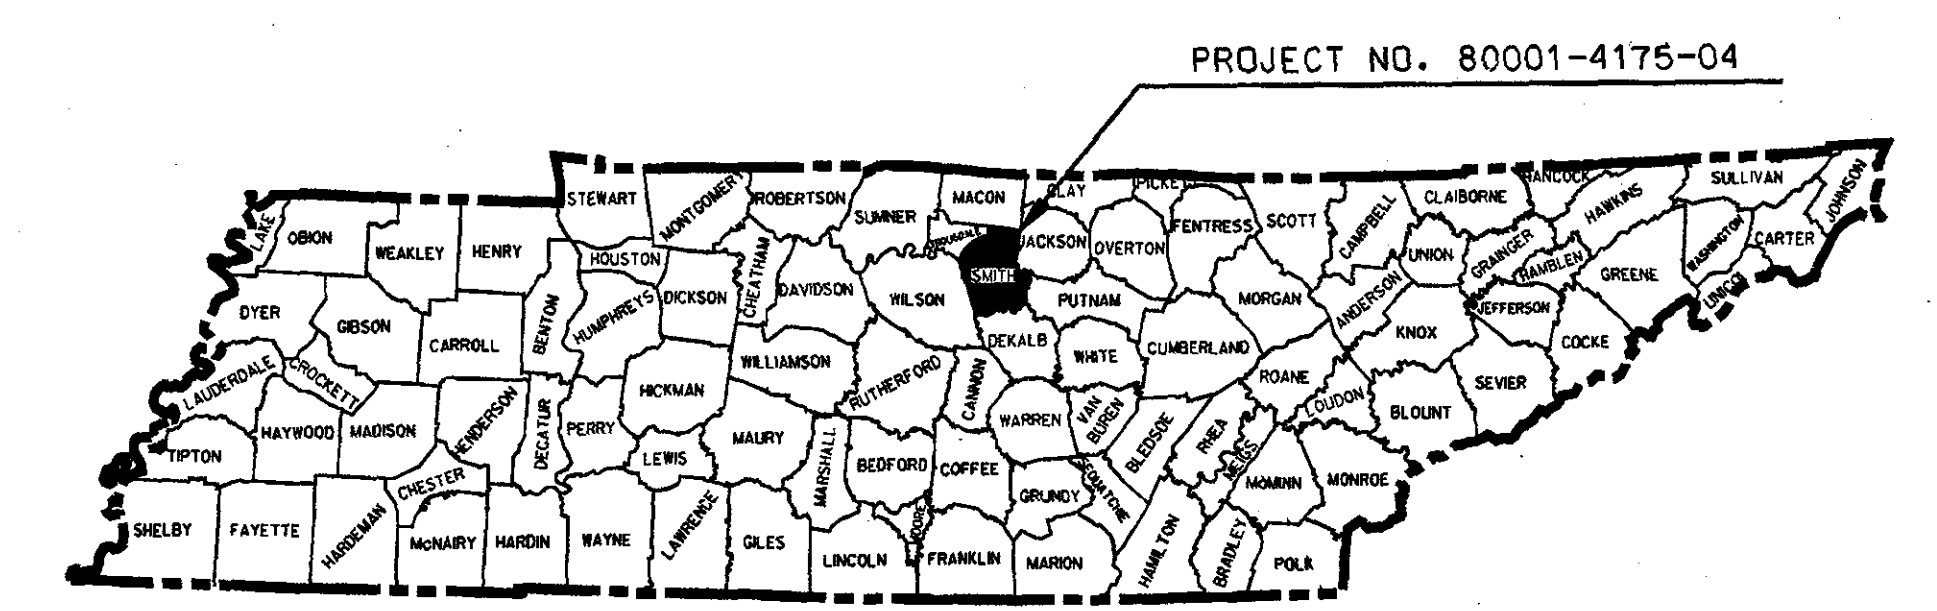 PROJECT NO. 80001-4175-04
STEWART
MONTGOMERY
ROBERTSON
SUMNER
MACON
CLAY
PICKET
FENTRESS
SCOTT
CAMPBELL
CLAIBORNE
HANCOCK
HAWKINS
SULLIVAN
JOHNSON
LAKE
OBION
WEAKLEY
HENRY
HOUSTON
CHEATHAM
JACKSON
OVERTON
UNION
GRAINGER
HAMBLEN
WASHINGTON
CARTER
UNICOI
GREENE
DYER
GIBSON
CARROLL
BENTON
HUMPHREYS
DICKSON
DAVIDSON
WILSON
SMITH
PUTNAM
MORGAN
ANDERSON
KNOX
JEFFERSON
COCKE
SEVIER
LAUDERDALE
CROCKETT
HENDERSON
DECATUR
PERRY
HICKMAN
WILLIAMSON
RUTHERFORD
CANNON
DEKALB
WHITE
CUMBERLAND
ROANE
LOUDON
BLOUNT
TIPTON
HAYWOOD
MADISON
CHESTER
LEWIS
MAURY
MARSHALL
BEDFORD
COFFEE
WARREN
VAN
BUREN
BLEDSOE
RHEA
MEIGS
McMINN
MONROE
SHELBY
FAYETTE
HARDEMAN
McNAIRY
HARDIN
WAYNE
LAWRENCE
GILES
LINCOLN
MOORE
FRANKLIN
GRUNDY
SEQUATCHIE
MARION
HAMILTON
BRADLEY
POLK